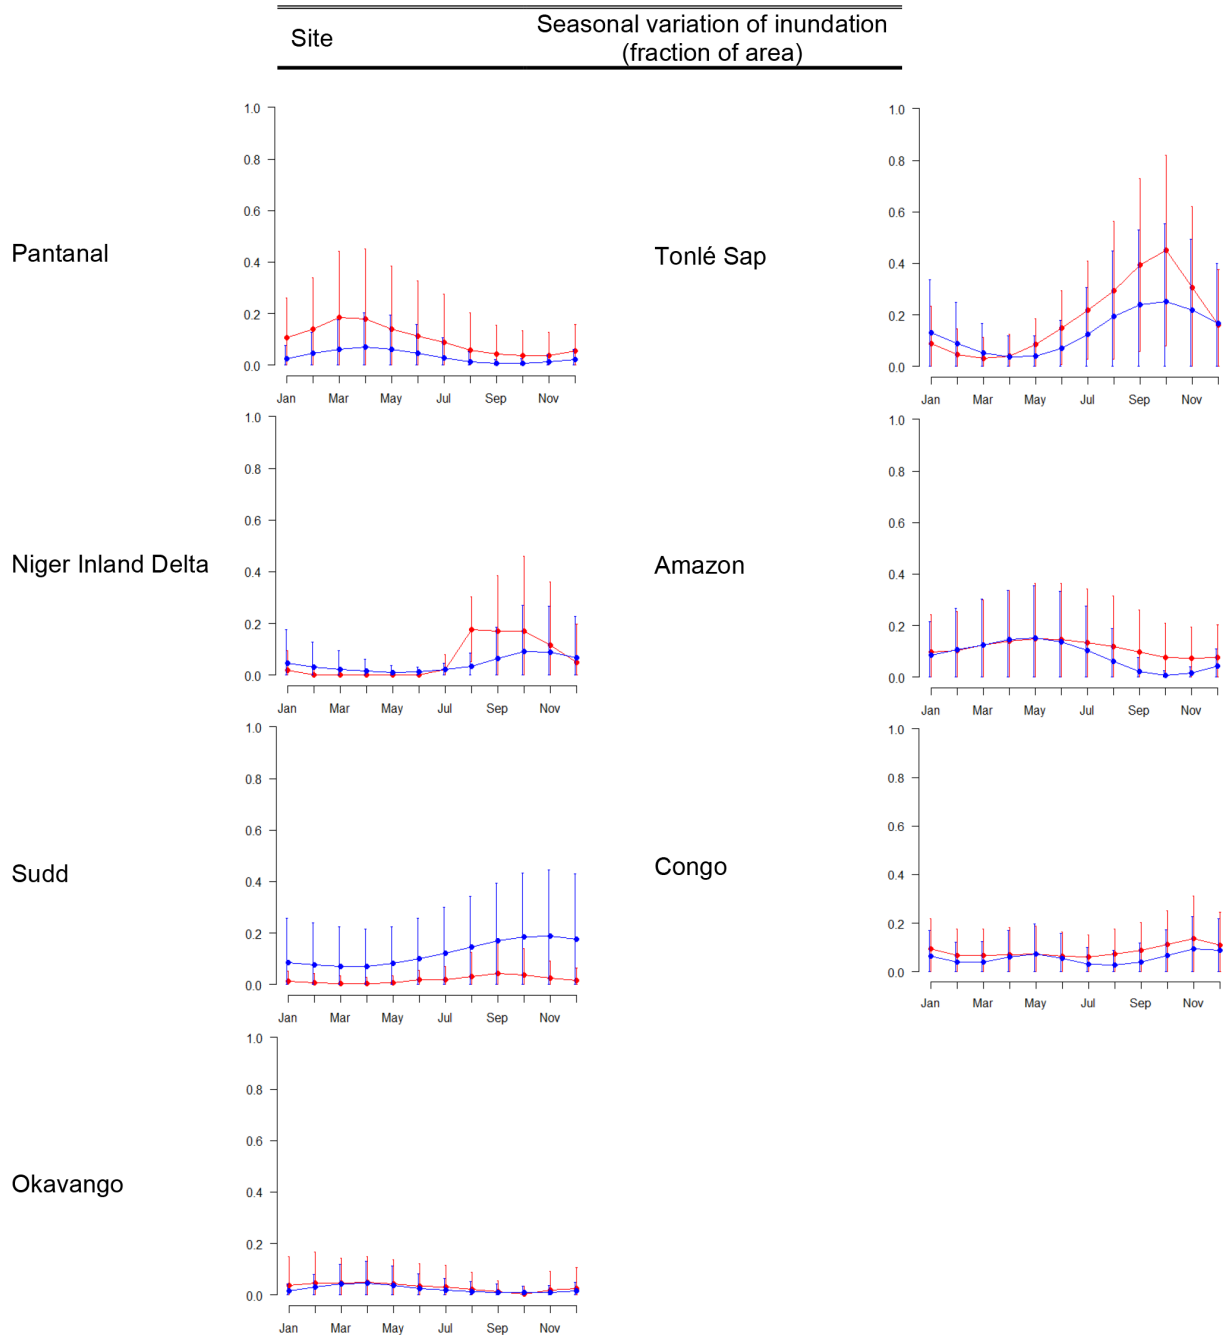 Site
Seasonal variation of inundation
(fraction of area)
Pantanal
1.0
0.8
0.6
0.4
0.2
0.0
Jan Mar May Jul Sep Nov
Tonlé Sap
1.0
0.8
0.6
0.4
0.2
0.0
Jan Mar May Jul Sep Nov
Niger Inland Delta
1.0
0.8
0.6
0.4
0.2
0.0
Jan Mar May Jul Sep Nov
Amazon
1.0
0.8
0.6
0.4
0.2
0.0
Jan Mar May Jul Sep Nov
Sudd
1.0
0.8
0.6
0.4
0.2
0.0
Jan Mar May Jul Sep Nov
Congo
1.0
0.8
0.6
0.4
0.2
0.0
Jan Mar May Jul Sep Nov
Okavango
1.0
0.8
0.6
0.4
0.2
0.0
Jan Mar May Jul Sep Nov